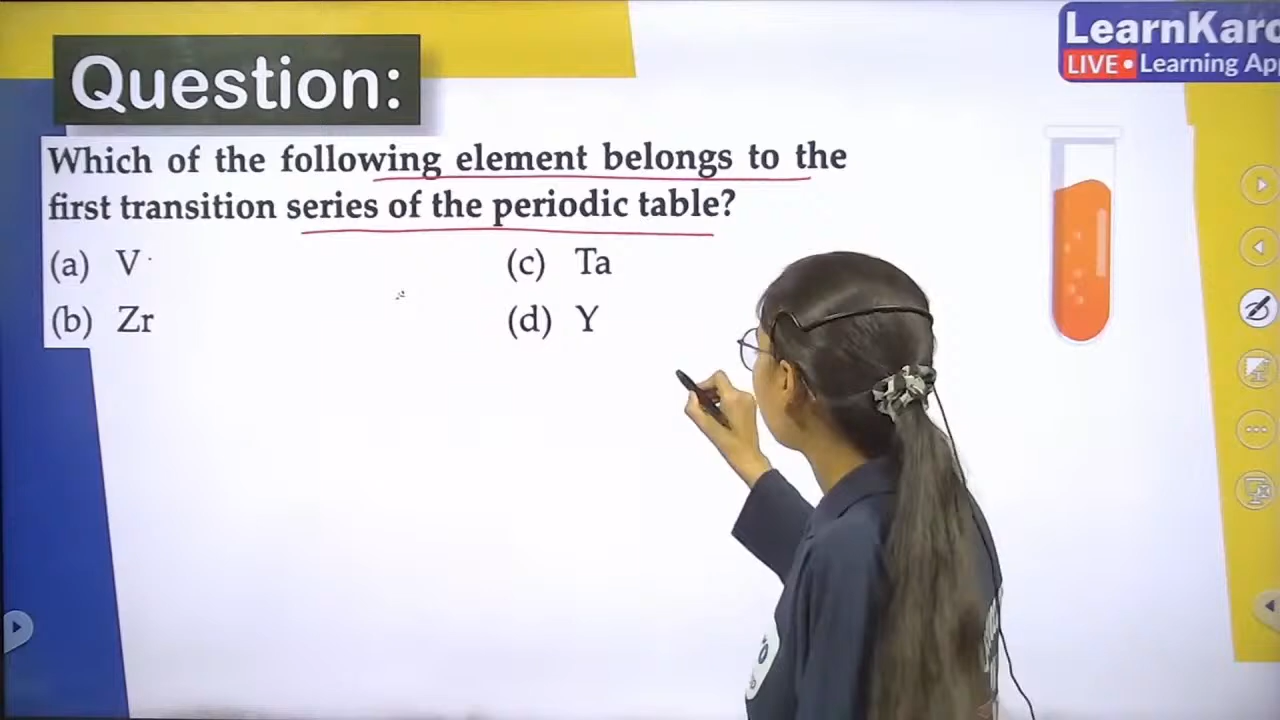 LearnKaro
LIVE • Learning App
Question:
Which of the following element belongs to the
first transition series of the periodic table?
(a) V
(b) Zr
(c) Ta
(d) Y